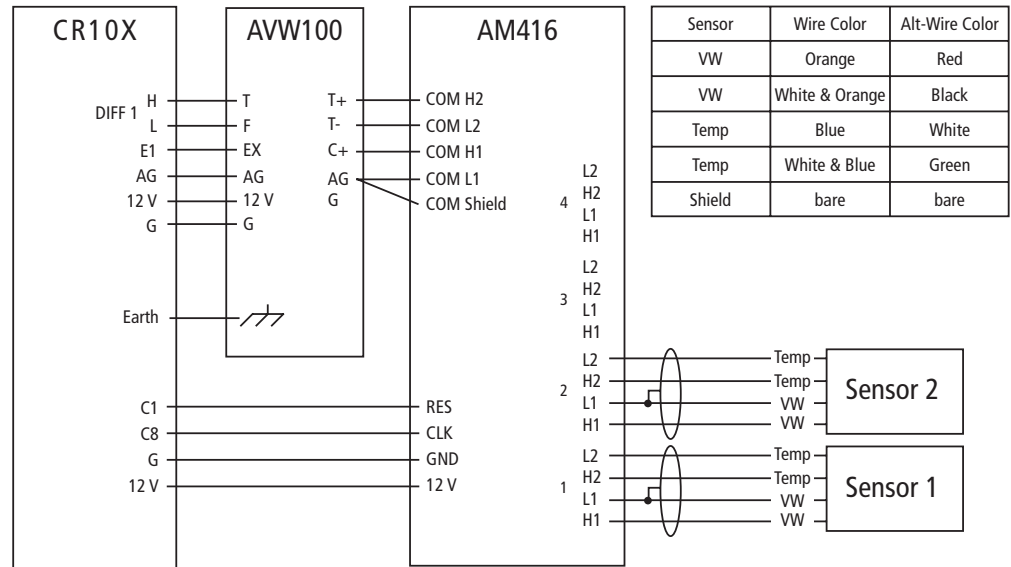 CR10X
AVW100
AM416
DIFF 1
H
L
E1
AG
12 V
G
Earth
C1
C8
G
12 V
T
F
EX
AG
12 V
G
T+
T-
C+
AG
G
COM H2
COM L2
COM H1
COM L1
COM Shield
RES
CLK
GND
12 V
4
L2
H2
L1
H1
3
L2
H2
L1
H1
2
L2
H2
L1
H1
1
L2
H2
L1
H1
Temp
Temp
VW
VW
Sensor 2
Temp
Temp
VW
VW
Sensor 1
Sensor Wire Color Alt-Wire Color
VW Orange Red
VW White & Orange Black
Temp Blue White
Temp White & Blue Green
Shield bare bare